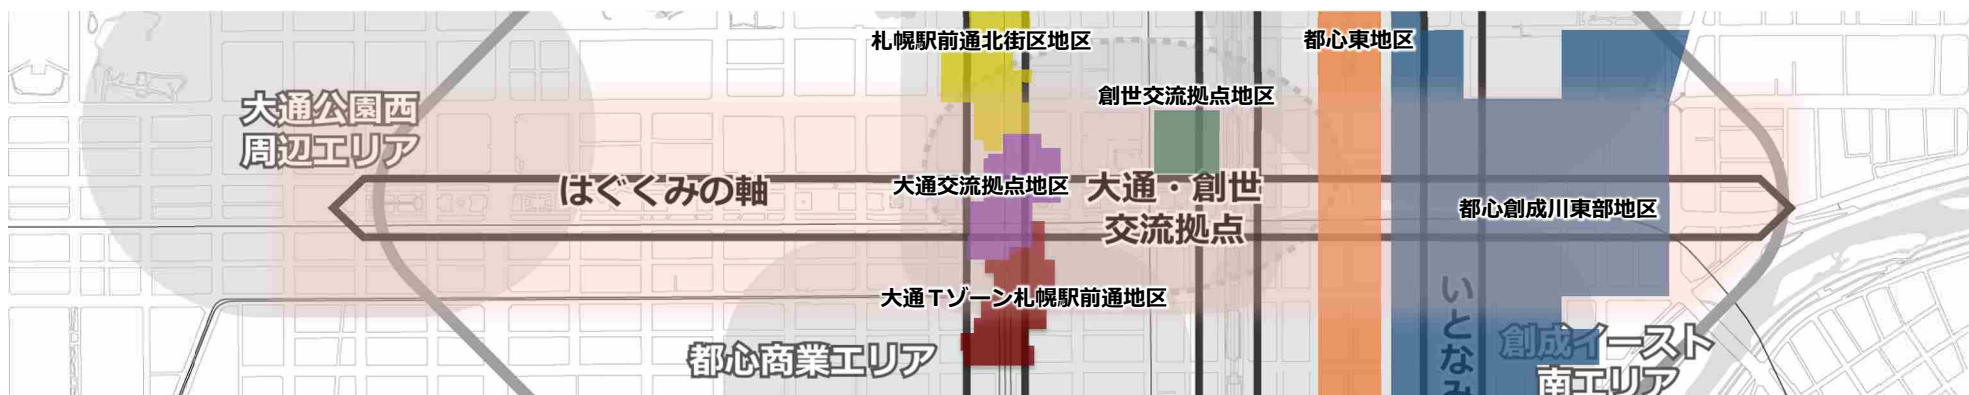 札幌駅前通北街区地区
都心東地区
創世交流拠点地区
大通公園西
周辺エリア
はぐくみの軸
大通交流拠点地区
大通・創世
交流拠点
都心創成川東部地区
大通Tゾーン札幌駅前通地区
都心商業エリア
いとなみ
創成イースト
南エリア